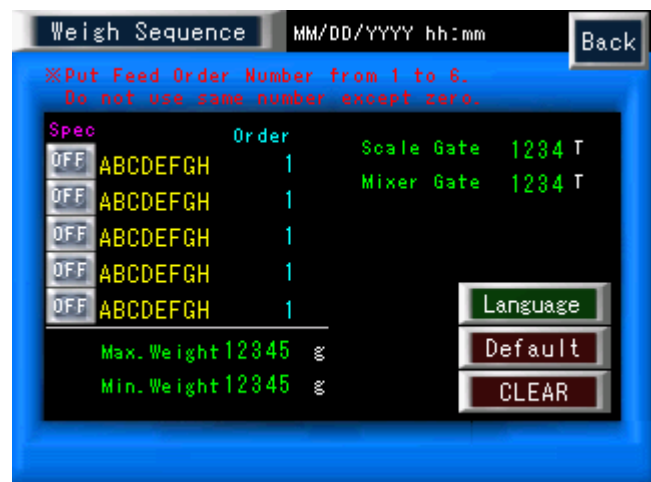 Weigh Sequence MM/DD/YYYY hh:mm Back
※Put Feed Order Number from 1 to 6.
Do not use same number except zero.
Spec Order
OFF ABCDEFGH 1
OFF ABCDEFGH 1
OFF ABCDEFGH 1
OFF ABCDEFGH 1
OFF ABCDEFGH 1
Scale Gate 1234 T
Mixer Gate 1234 T
Max.Weight 12345 g
Min.Weight 12345 g
Language
Default
CLEAR